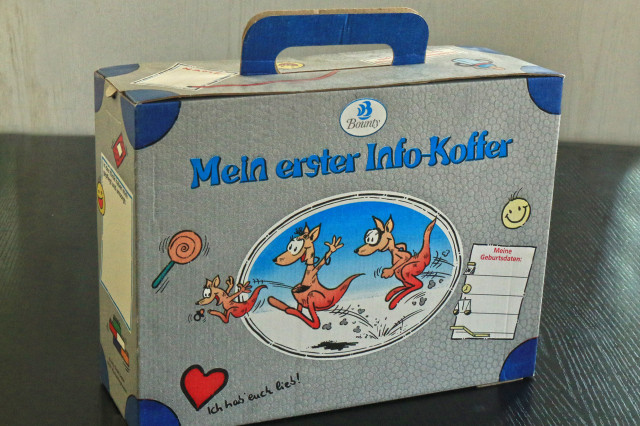 Bounty
Mein erster Info-Koffer
Meine
Geburtsdaten:
Ich hab' euch lieb!